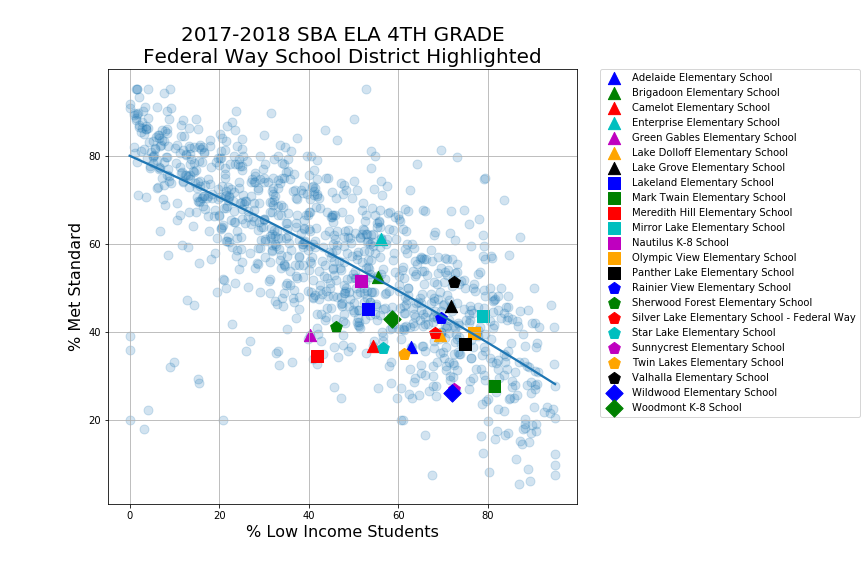 2017-2018 SBA ELA 4TH GRADE
Federal Way School District Highlighted
% Met Standard
80
60
40
20
0
20
40
60
80
% Low Income Students
Adelaide Elementary School
Brigadoon Elementary School
Camelot Elementary School
Enterprise Elementary School
Green Gables Elementary School
Lake Dolloff Elementary School
Lake Grove Elementary School
Lakeland Elementary School
Mark Twain Elementary School
Meredith Hill Elementary School
Mirror Lake Elementary School
Nautilus K-8 School
Olympic View Elementary School
Panther Lake Elementary School
Rainier View Elementary School
Sherwood Forest Elementary School
Silver Lake Elementary School - Federal Way
Star Lake Elementary School
Sunnycrest Elementary School
Twin Lakes Elementary School
Valhalla Elementary School
Wildwood Elementary School
Woodmont K-8 School